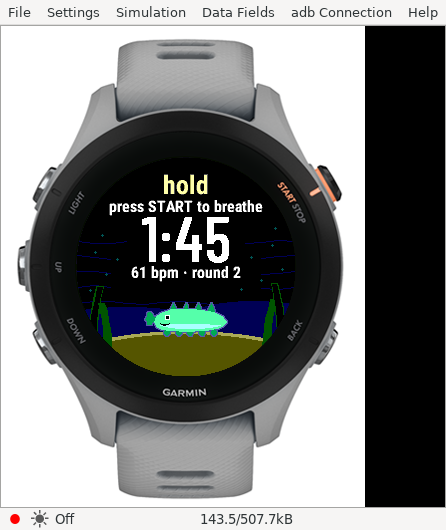 File Settings Simulation Data Fields adb Connection Help
hold
press START to breathe
1:45
61 bpm · round 2
LIGHT
START STOP
UP
DOWN
BACK
GARMIN
Off 143.5/507.7kB